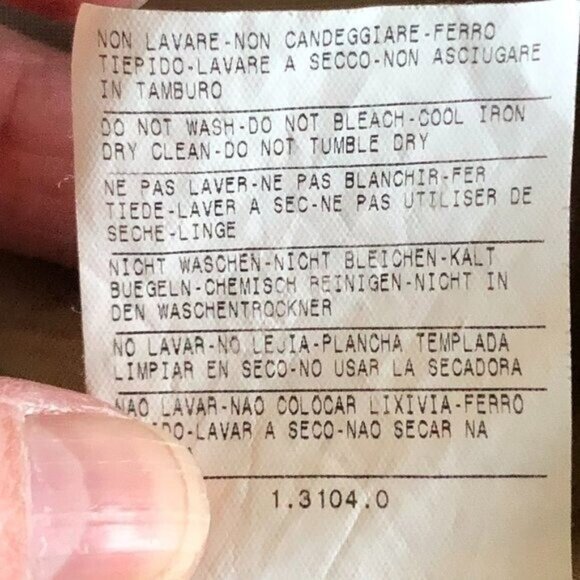 NON LAVARE-NON CANDEGGIARE-FERRO
TIEPIDO-LAVARE A SECCO-NON ASCIUGARE
IN TAMBURO
DO NOT WASH-DO NOT BLEACH-COOL IRON
DRY CLEAN-DO NOT TUMBLE DRY
NE PAS LAVER-NE PAS BLANCHIR-FER
TIEDE-LAVER A SEC-NE PAS UTILISER DE
SECHE-LINGE
NICHT WASCHEN-NICHT BLEICHEN-KALT
BUEGELN-CHEMISCH REINIGEN-NICHT IN
DEN WASCHENTROCKNER
NO LAVAR-NO LEJIA-PLANCHA TEMPLADA
LIMPIAR EN SECO-NO USAR LA SECADORA
NAO LAVAR-NAO COLOCAR LIXIVIA-FERRO
-LAVAR A SECO-NAO SECAR NA
1.3104.0